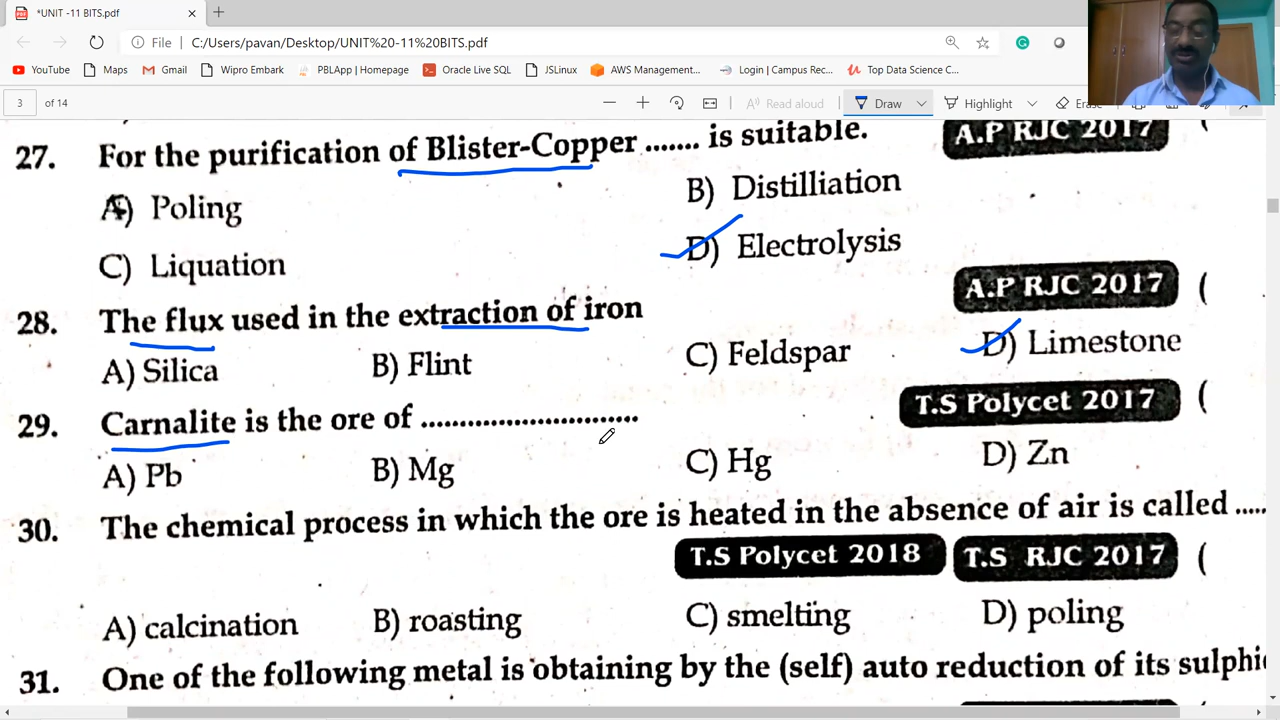 *UNIT -11 BITS.pdf
File C:/Users/pavan/Desktop/UNIT%20-11%20BITS.pdf
YouTube Maps Gmail Wipro Embark PBLApp | Homepage Oracle Live SQL JSLinux AWS Management... Login | Campus Rec... Top Data Science C...
3 of 14 Read aloud Draw Highlight Erase
27. For the purification of Blister-Copper ....... is suitable. A.P RJC 2017 (
A) Poling B) Distilliation
C) Liquation D) Electrolysis
28. The flux used in the extraction of iron A.P RJC 2017 (
A) Silica B) Flint C) Feldspar D) Limestone
29. Carnalite is the ore of ............................ T.S Polycet 2017 (
A) Pb B) Mg C) Hg D) Zn
30. The chemical process in which the ore is heated in the absence of air is called .....
T.S Polycet 2018 T.S RJC 2017 (
A) calcination B) roasting C) smelting D) poling
31. One of the following metal is obtaining by the (self) auto reduction of its sulphi